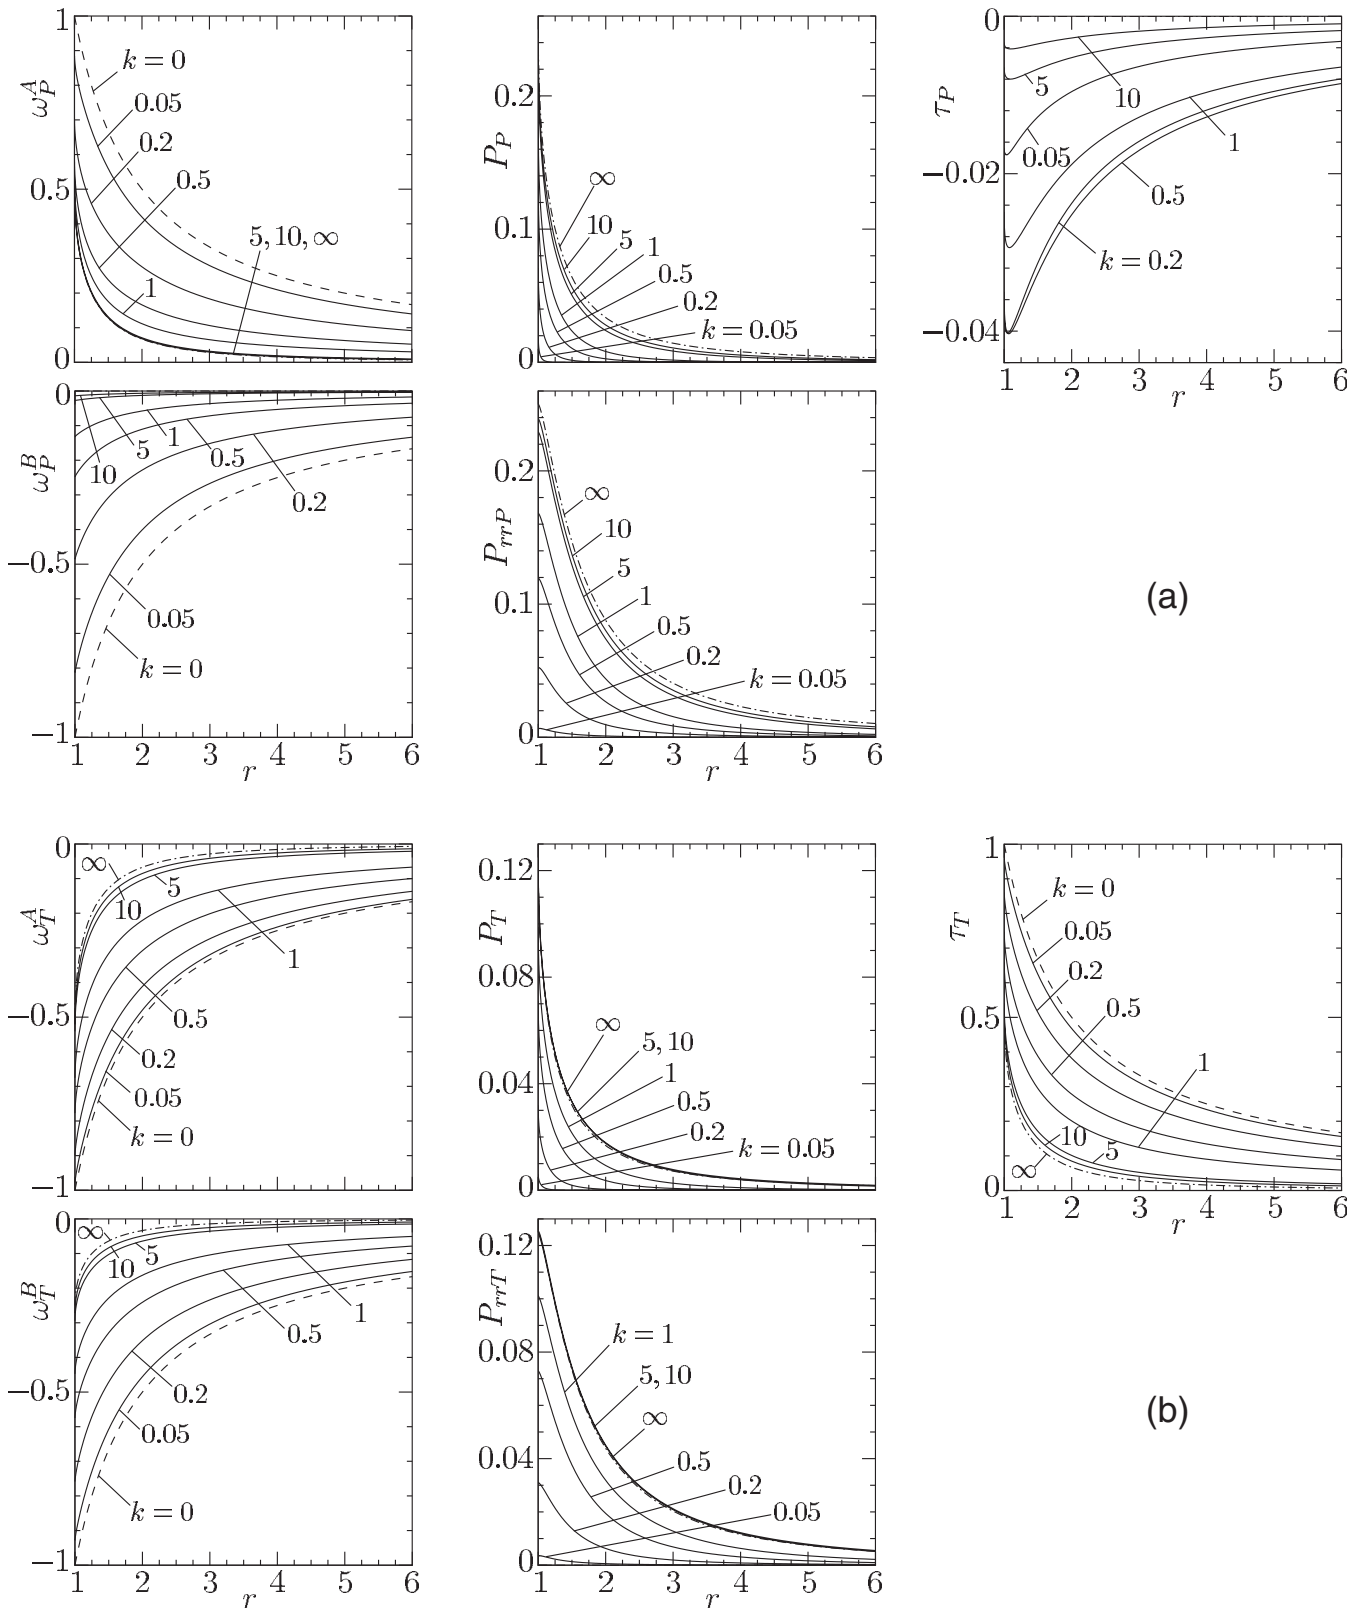 1
0.5
0
ω_P^A
k = 0
0.05
0.2
0.5
5, 10, ∞
1
0.2
0.1
0
P_P
∞
10
5
1
0.5
0.2
k = 0.05
0
−0.02
−0.04
τ_P
5
10
0.05
1
0.5
k = 0.2
1 2 3 4 5 6
r
0
−0.5
−1
ω_P^B
10
5
1
0.5
0.2
0.05
k = 0
1 2 3 4 5 6
r
0.2
0.1
0
P_rrP
∞
10
5
1
0.5
0.2
k = 0.05
1 2 3 4 5 6
r
(a)
0
−0.5
−1
ω_T^A
∞
10
5
1
0.5
0.2
0.05
k = 0
0.12
0.08
0.04
0
P_T
∞
5, 10
1
0.5
0.2
k = 0.05
1
0.5
0
τ_T
k = 0
0.05
0.2
0.5
1
10
5
∞
1 2 3 4 5 6
r
0
−0.5
−1
ω_T^B
∞
10
5
1
0.5
0.2
0.05
k = 0
1 2 3 4 5 6
r
0.12
0.08
0.04
0
P_rrT
k = 1
5, 10
∞
0.5
0.2
0.05
1 2 3 4 5 6
r
(b)